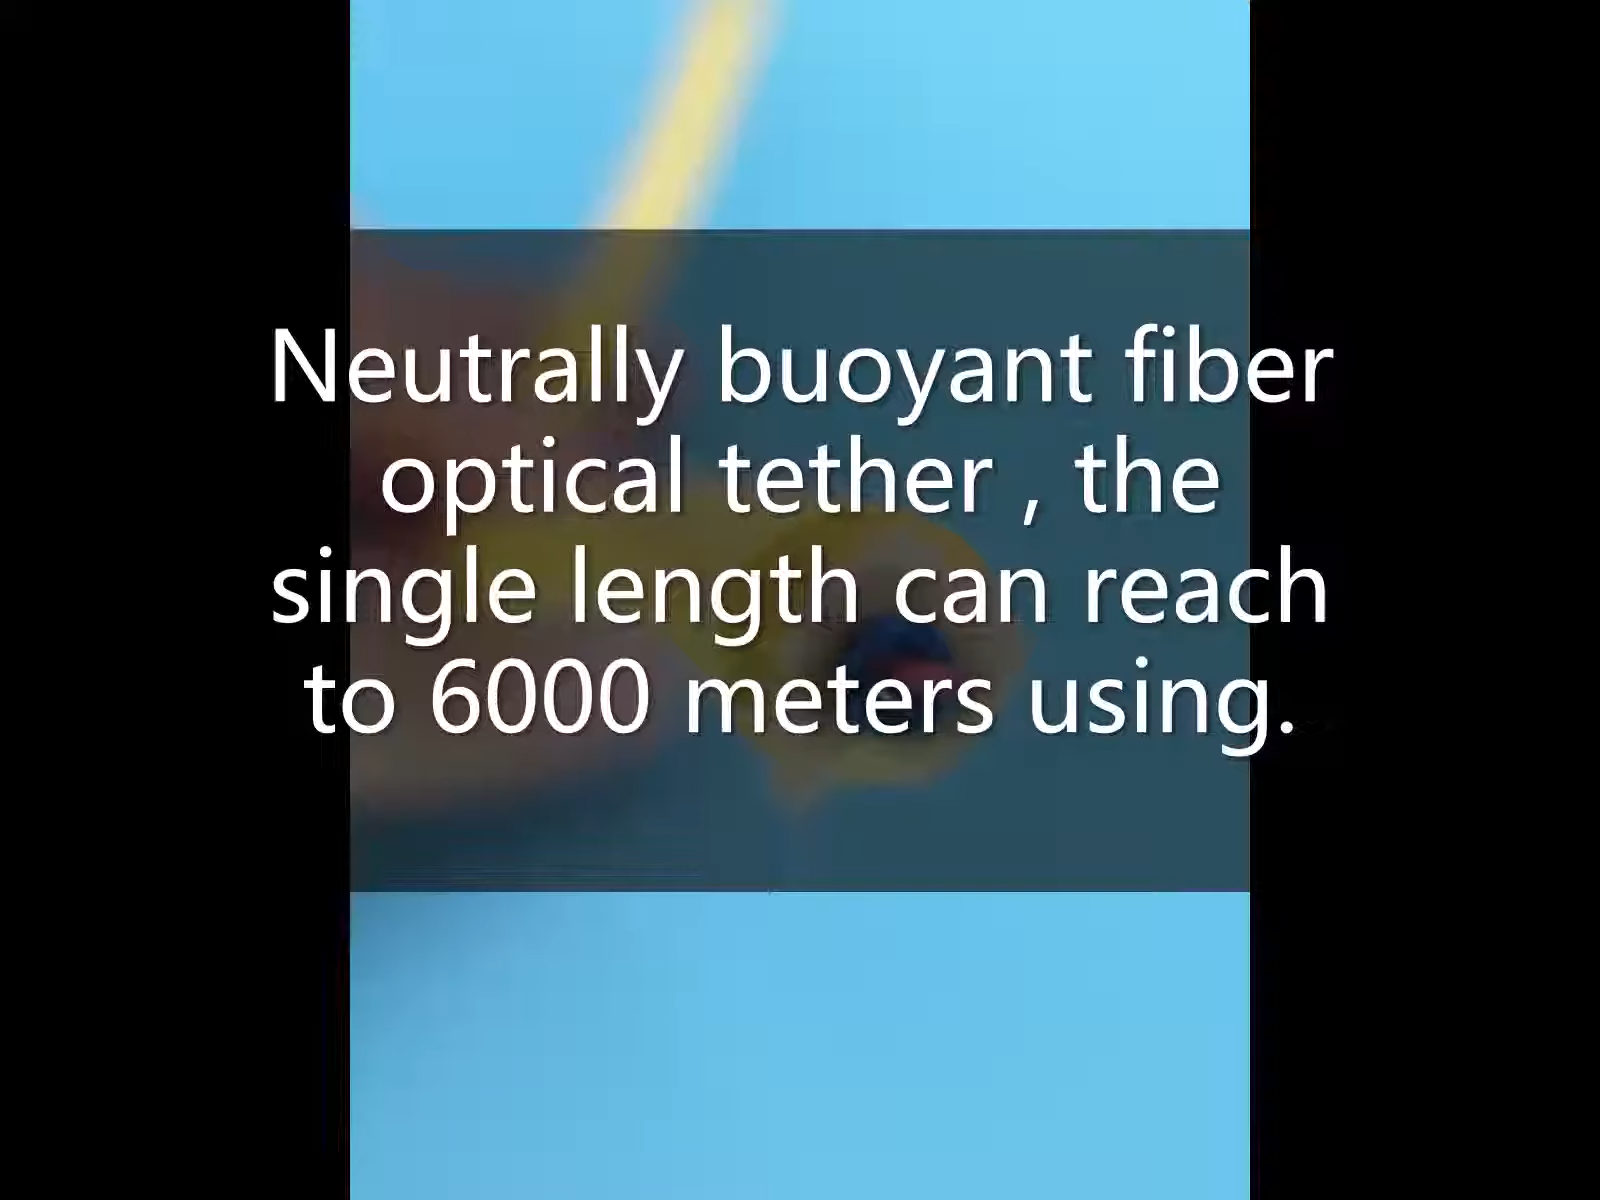 Neutrally buoyant fiber
optical tether , the
single length can reach
to 6000 meters using.